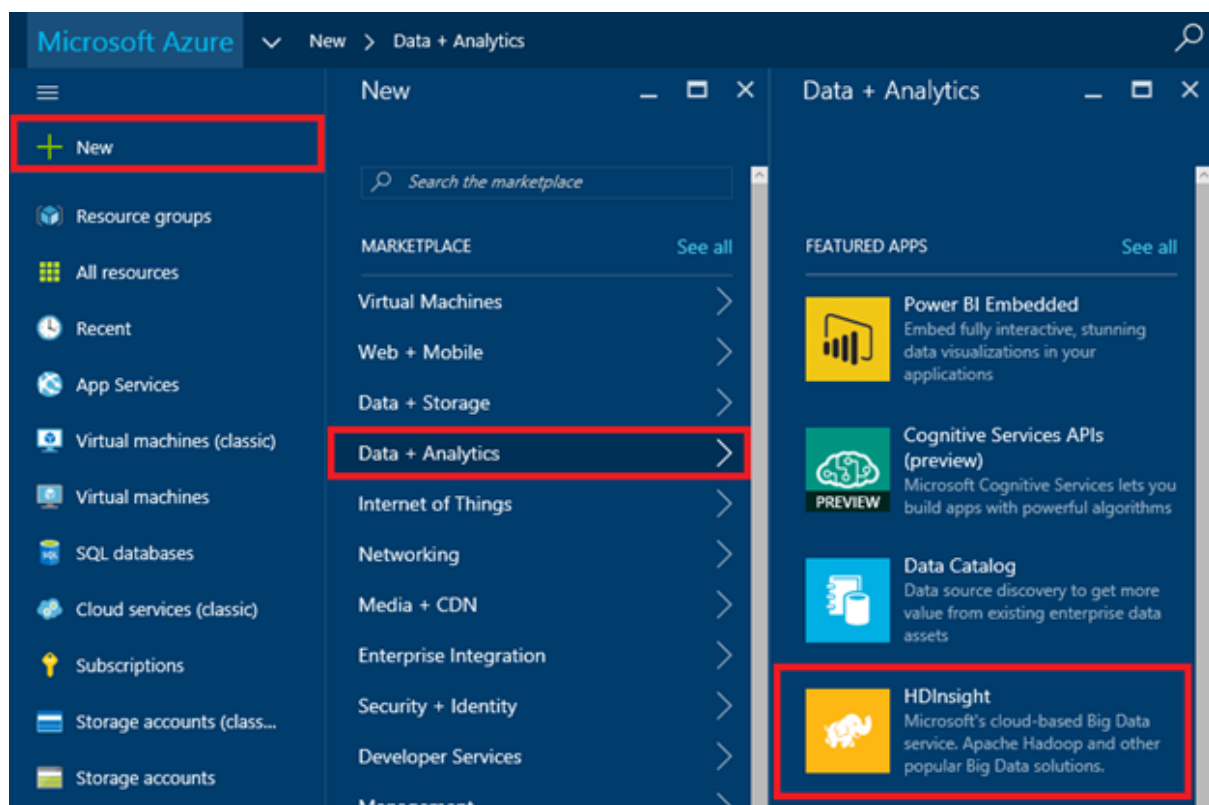 Microsoft Azure New > Data + Analytics
New
Resource groups
All resources
Recent
App Services
Virtual machines (classic)
Virtual machines
SQL databases
Cloud services (classic)
Subscriptions
Storage accounts (class...
Storage accounts
New
Search the marketplace
MARKETPLACE See all
Virtual Machines
Web + Mobile
Data + Storage
Data + Analytics
Internet of Things
Networking
Media + CDN
Enterprise Integration
Security + Identity
Developer Services
Data + Analytics
FEATURED APPS See all
Power BI Embedded
Embed fully interactive, stunning
data visualizations in your
applications
Cognitive Services APIs
(preview)
Microsoft Cognitive Services lets you
build apps with powerful algorithms
PREVIEW
Data Catalog
Data source discovery to get more
value from existing enterprise data
assets
HDInsight
Microsoft's cloud-based Big Data
service. Apache Hadoop and other
popular Big Data solutions.